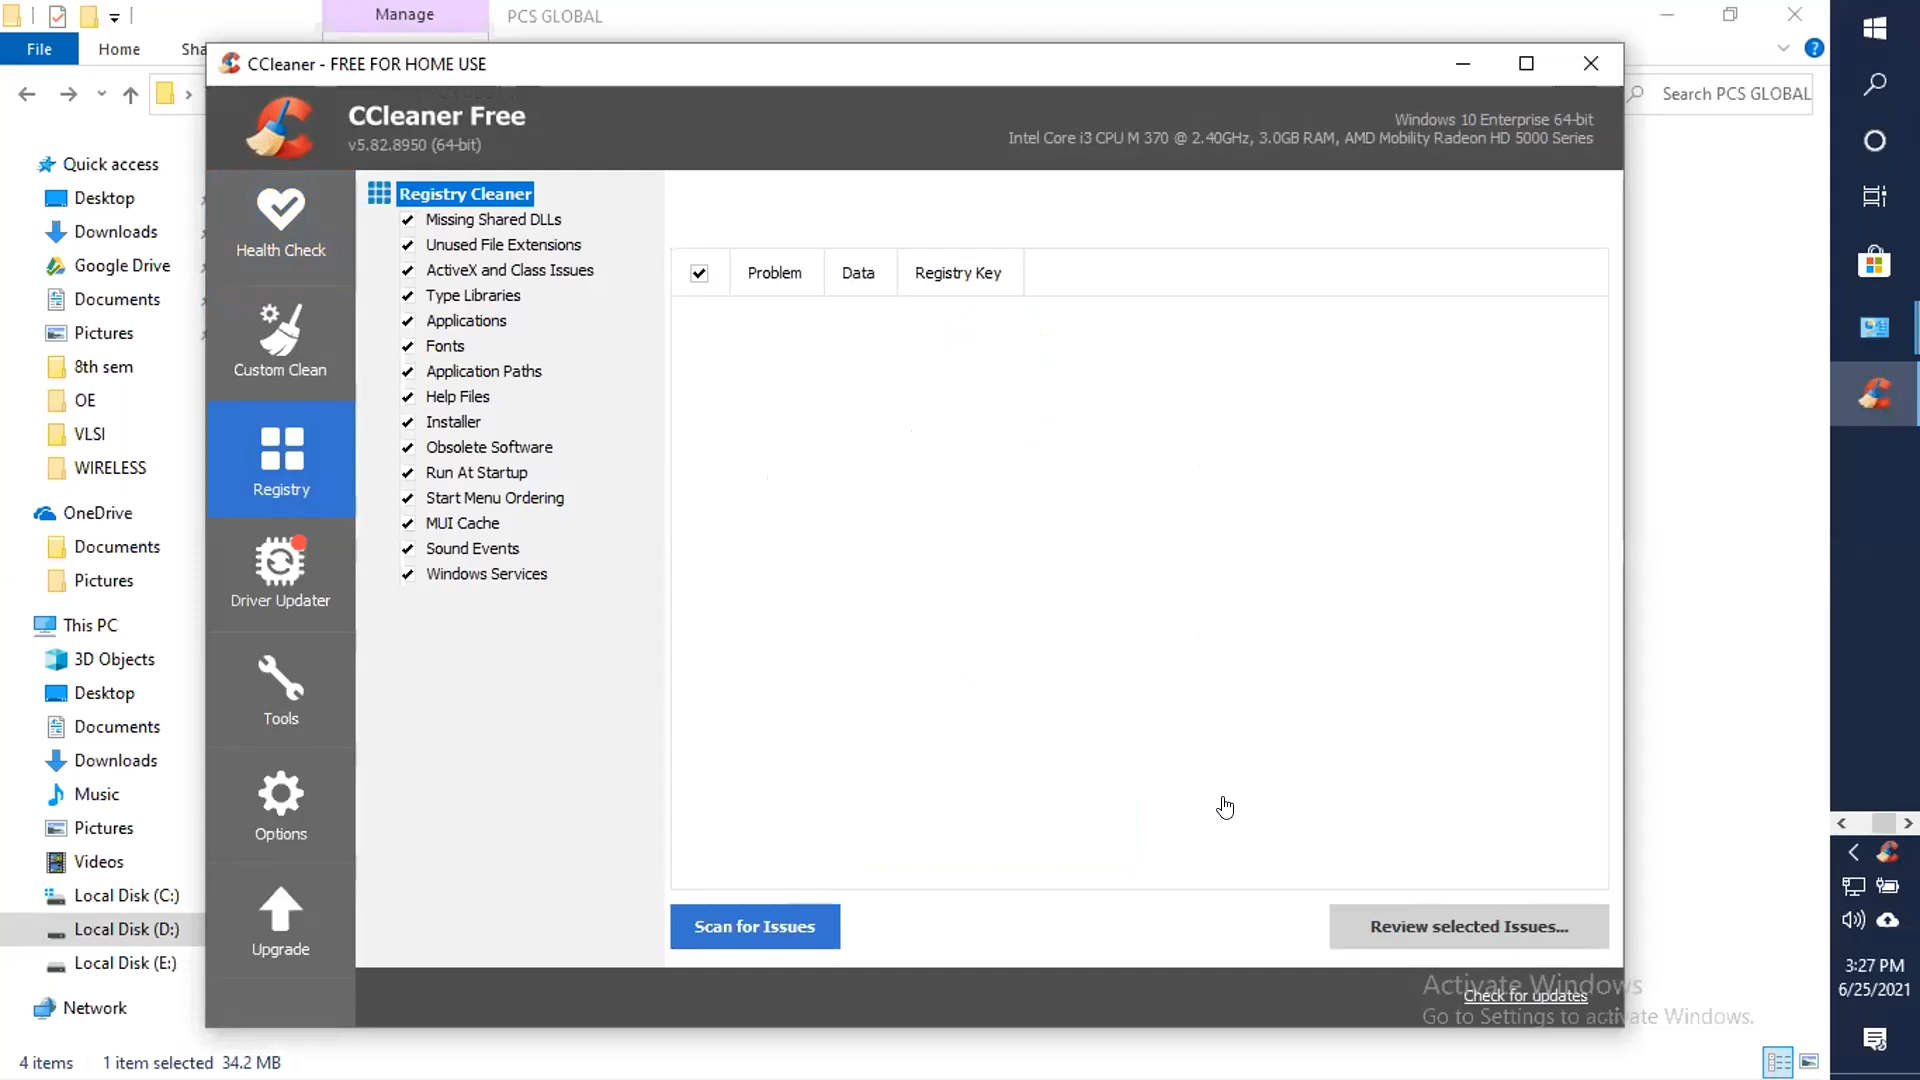 Manage
PCS GLOBAL
File
Home
Sha
Search PCS GLOBAL
CCleaner - FREE FOR HOME USE
CCleaner Free
v5.82.8950 (64-bit)
Windows 10 Enterprise 64-bit
Intel Core i3 CPU M 370 @ 2.40GHz, 3.0GB RAM, AMD Mobility Radeon HD 5000 Series
Quick access
Desktop
Downloads
Google Drive
Documents
Pictures
8th sem
OE
VLSI
WIRELESS
OneDrive
Documents
Pictures
This PC
3D Objects
Desktop
Documents
Downloads
Music
Pictures
Videos
Local Disk (C:)
Local Disk (D:)
Local Disk (E:)
Network
4 items
1 item selected 34.2 MB
Health Check
Custom Clean
Registry
Driver Updater
Tools
Options
Upgrade
Registry Cleaner
Missing Shared DLLs
Unused File Extensions
ActiveX and Class Issues
Type Libraries
Applications
Fonts
Application Paths
Help Files
Installer
Obsolete Software
Run At Startup
Start Menu Ordering
MUI Cache
Sound Events
Windows Services
Problem
Data
Registry Key
Scan for Issues
Review selected Issues...
Check for updates
Activate Windows
Go to Settings to activate Windows.
3:27 PM
6/25/2021